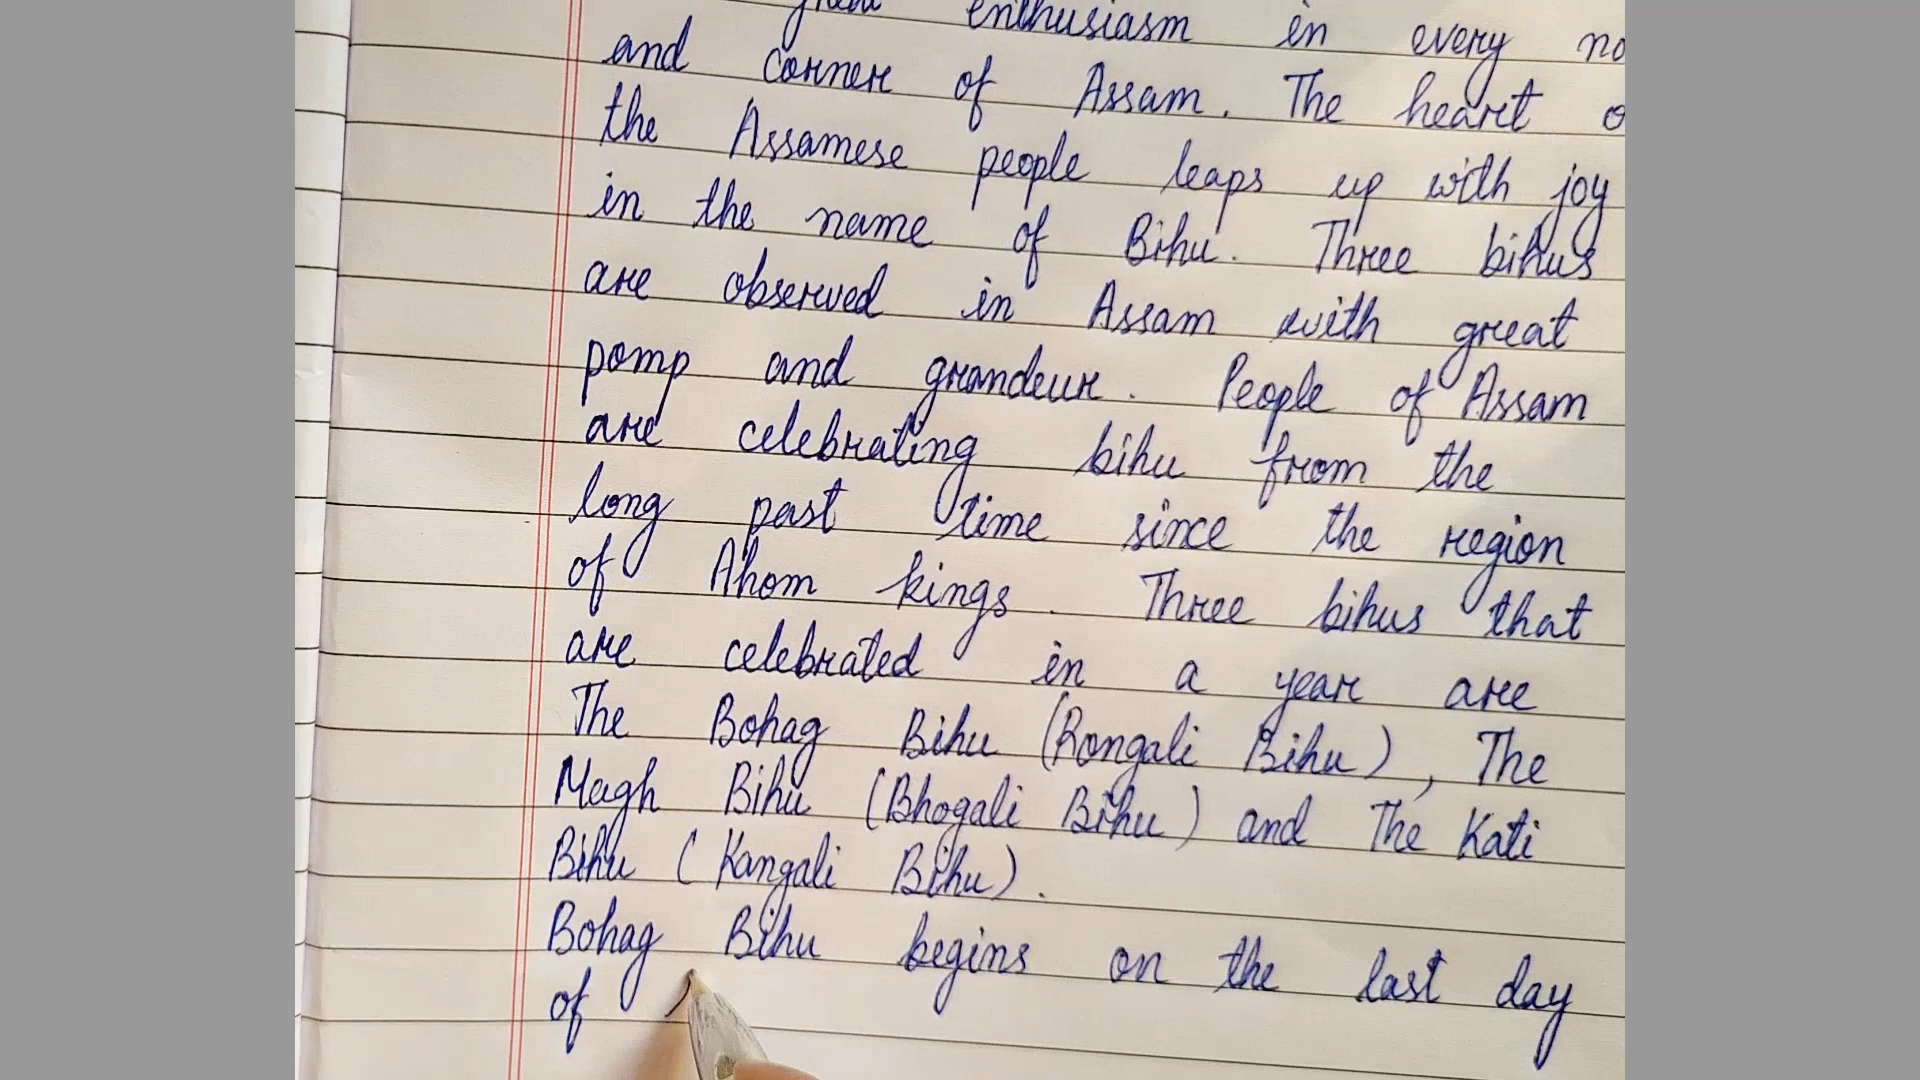 great enthusiasm in every
and corner of Assam. The heart
the Assamese people leaps up with joy
in the name of Bihu. Three bihus
are observed in Assam with great
pomp and grandeur. People of Assam
are celebrating bihu from the
long past time since the region
of Ahom kings. Three bihus that
are celebrated in a year are
The Bohag Bihu (Rongali Bihu), The
Magh Bihu (Bhogali Bihu) and The Kati
Bihu (Kangali Bihu).
Bohag Bihu begins on the last day
of